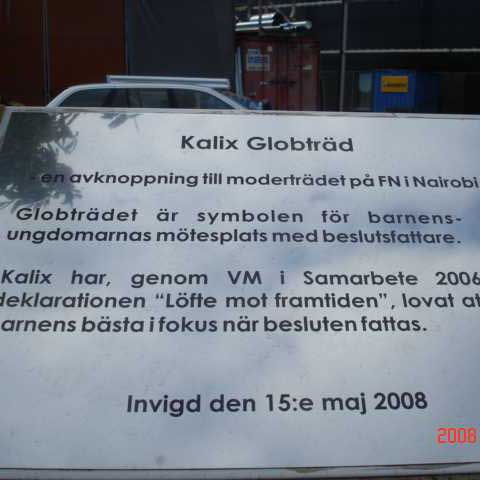 Kalix Globträd
- en avknoppning till moderträdet på FN i Nairobi
Globträdet är symbolen för barnens-
ungdomarnas mötesplats med beslutsfattare.
Kalix har, genom VM i Samarbete 2006
deklarationen "Löfte mot framtiden", lovat at
arnens bästa i fokus när besluten fattas.
Invigd den 15:e maj 2008
2008